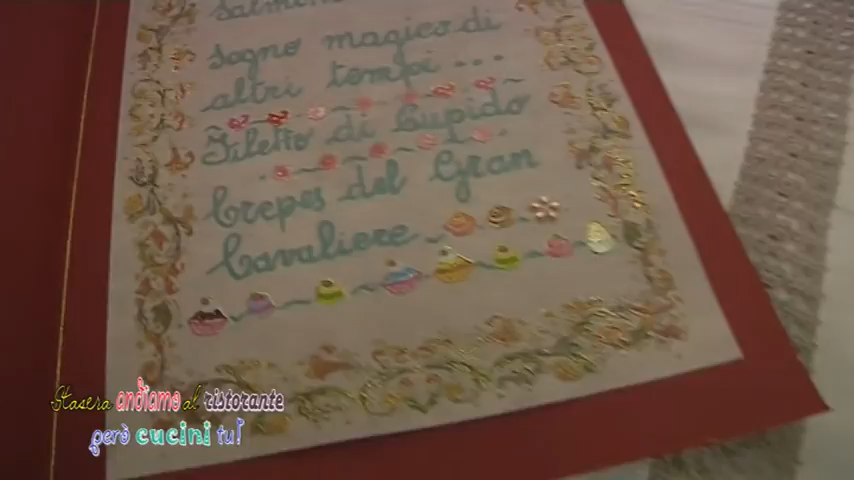 sogno magico di
altri tempi ...
Filetto di Cupido
Crepes del Gran
Cavaliere
Stasera andiamo al ristorante
però cucini tu!